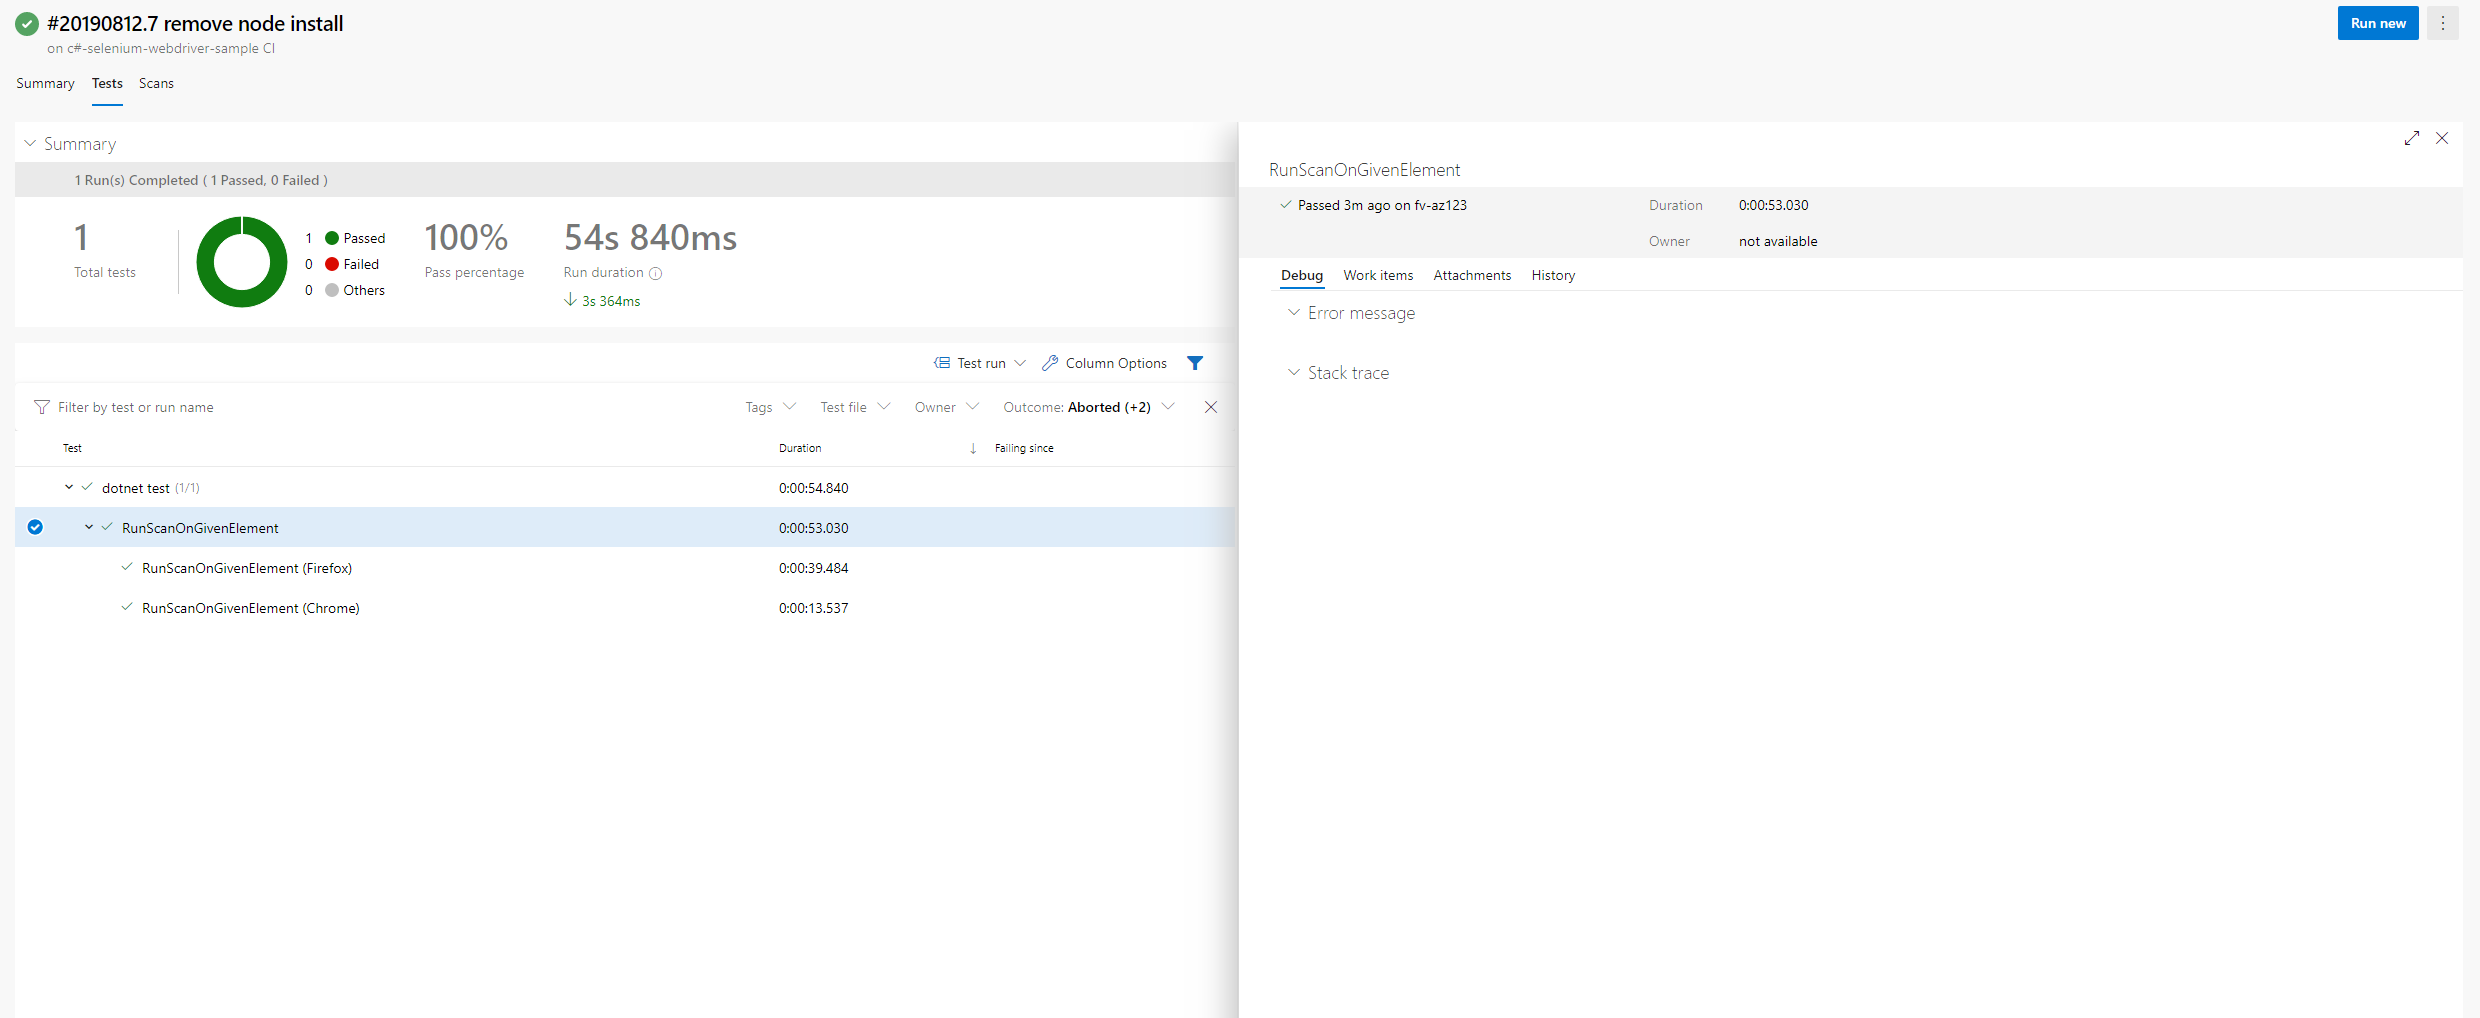 #20190812.7 remove node install
on c#-selenium-webdriver-sample CI
Run new
Summary Tests Scans
Summary
1 Run(s) Completed ( 1 Passed, 0 Failed )
1
Total tests
1 Passed
0 Failed
0 Others
100%
Pass percentage
54s 840ms
Run duration
3s 364ms
Test run Column Options
Filter by test or run name Tags Test file Owner Outcome: Aborted (+2)
Test Duration Failing since
dotnet test (1/1) 0:00:54.840
RunScanOnGivenElement 0:00:53.030
RunScanOnGivenElement (Firefox) 0:00:39.484
RunScanOnGivenElement (Chrome) 0:00:13.537
RunScanOnGivenElement
Passed 3m ago on fv-az123 Duration 0:00:53.030
Owner not available
Debug Work items Attachments History
Error message
Stack trace